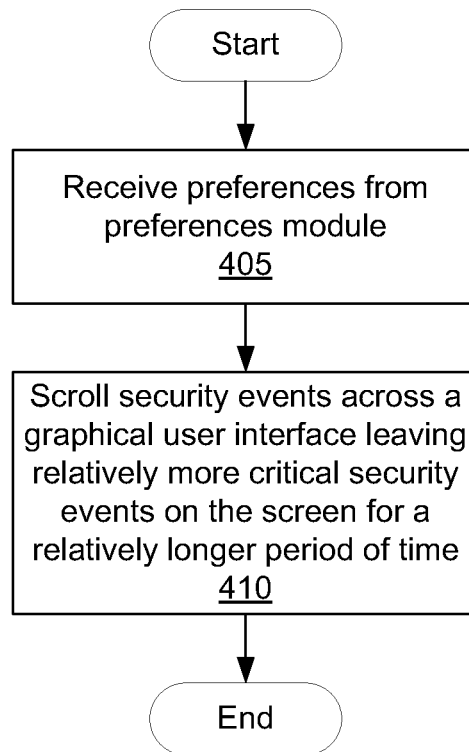 Start
Receive preferences from
preferences module
405
Scroll security events across a
graphical user interface leaving
relatively more critical security
events on the screen for a
relatively longer period of time
410
End